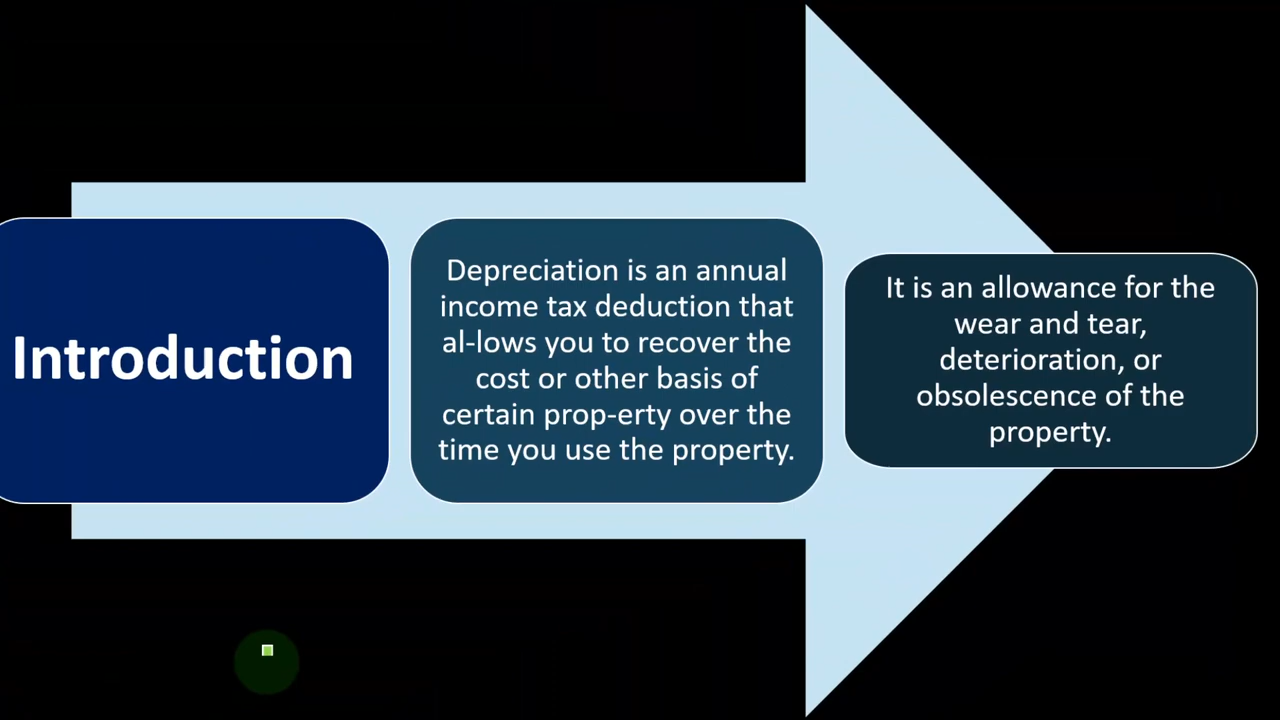 Introduction
Depreciation is an annual
income tax deduction that
al-lows you to recover the
cost or other basis of
certain prop-erty over the
time you use the property.
It is an allowance for the
wear and tear,
deterioration, or
obsolescence of the
property.